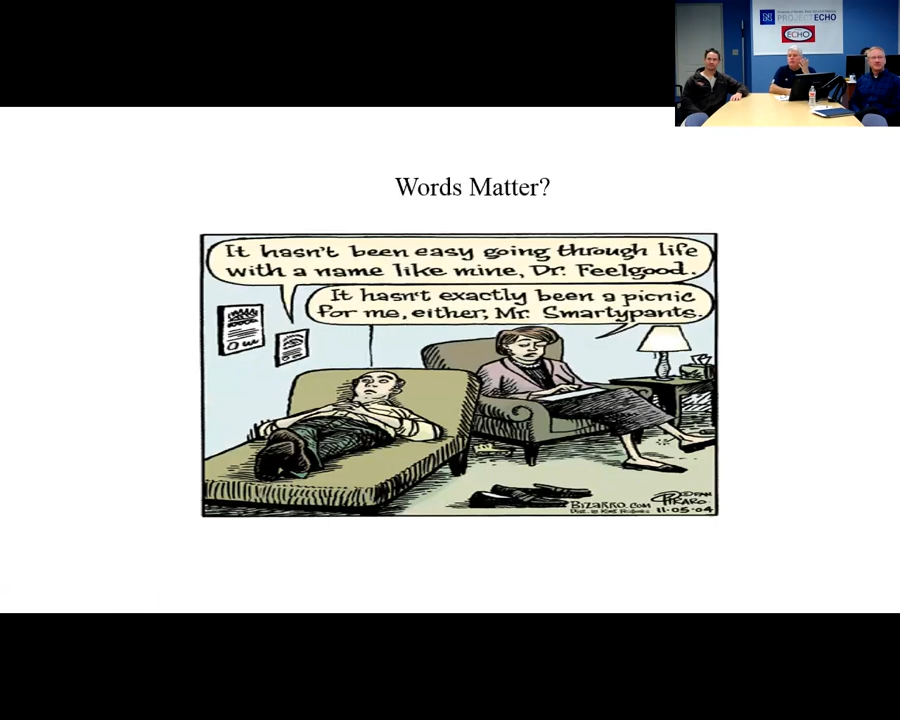 PROJECT ECHO
ECHO
Words Matter?
It hasn't been easy going through life
with a name like mine, Dr. Feelgood.
It hasn't exactly been a picnic
for me, either, Mr. Smartypants.
BIZARRO.COM
PIRARO
11-05-04